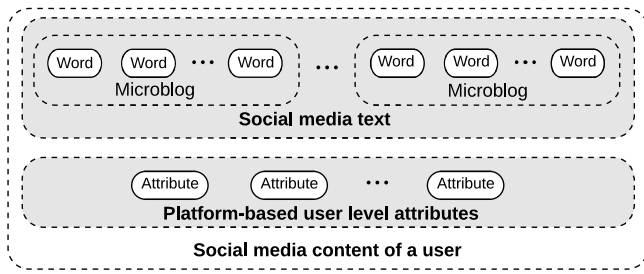 Word Word ... Word ... Word Word ... Word
Microblog Microblog
Social media text
Attribute Attribute ... Attribute
Platform-based user level attributes
Social media content of a user